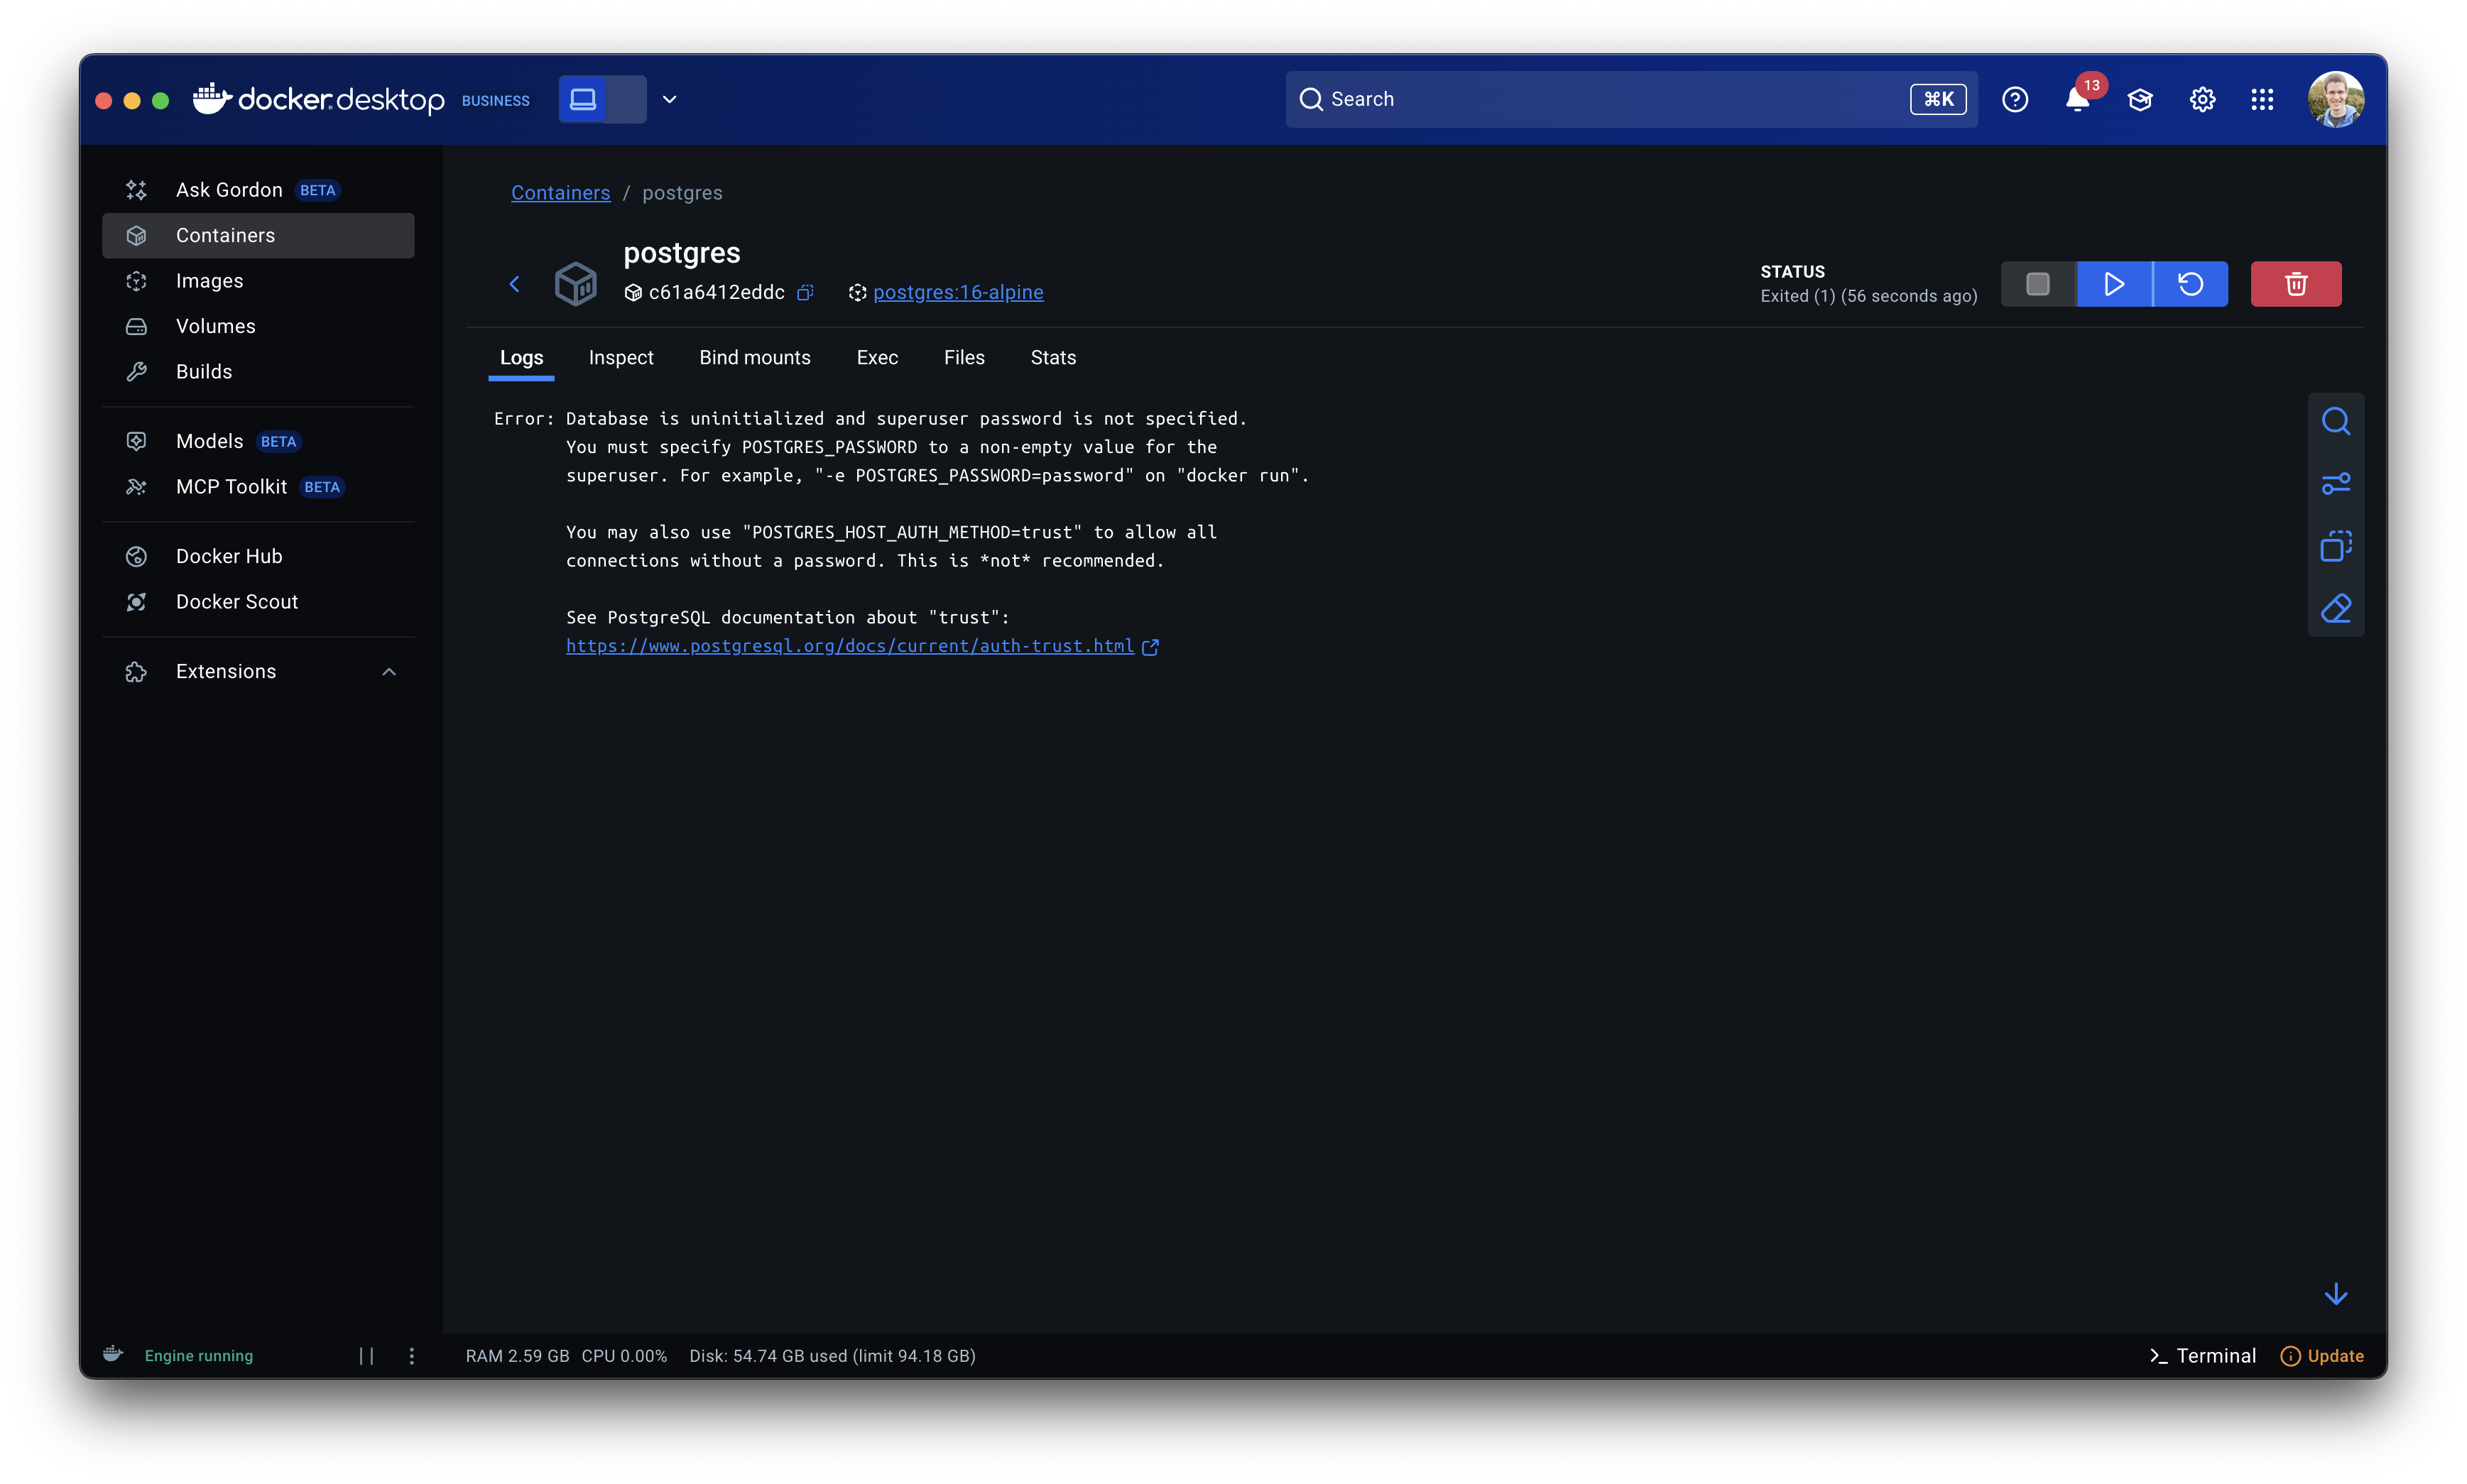 docker desktop BUSINESS
Search
⌘K
13
Ask Gordon BETA
Containers
Images
Volumes
Builds
Models BETA
MCP Toolkit BETA
Docker Hub
Docker Scout
Extensions
Containers / postgres
postgres
c61a6412eddc postgres:16-alpine
STATUS
Exited (1) (56 seconds ago)
Logs Inspect Bind mounts Exec Files Stats
Error: Database is uninitialized and superuser password is not specified.
You must specify POSTGRES_PASSWORD to a non-empty value for the
superuser. For example, "-e POSTGRES_PASSWORD=password" on "docker run".
You may also use "POSTGRES_HOST_AUTH_METHOD=trust" to allow all
connections without a password. This is *not* recommended.
See PostgreSQL documentation about "trust":
https://www.postgresql.org/docs/current/auth-trust.html
Engine running
RAM 2.59 GB CPU 0.00% Disk: 54.74 GB used (limit 94.18 GB)
Terminal
Update